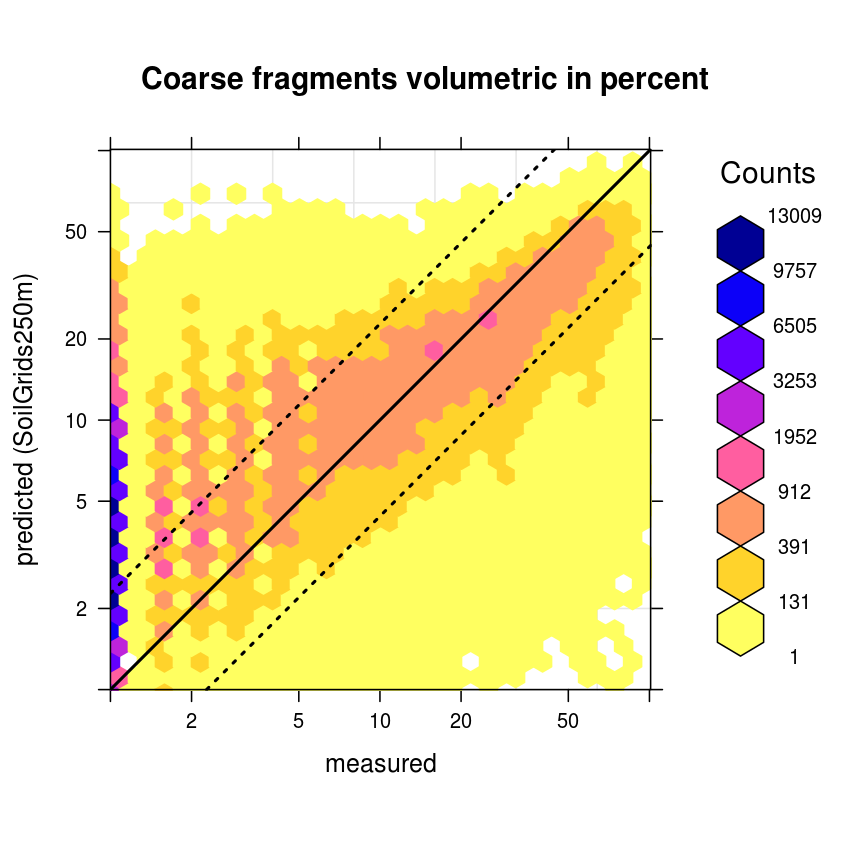 Coarse fragments volumetric in percent
Counts
13009
9757
6505
3253
1952
912
391
131
1
50
20
10
5
2
predicted (SoilGrids250m)
2 5 10 20 50
measured